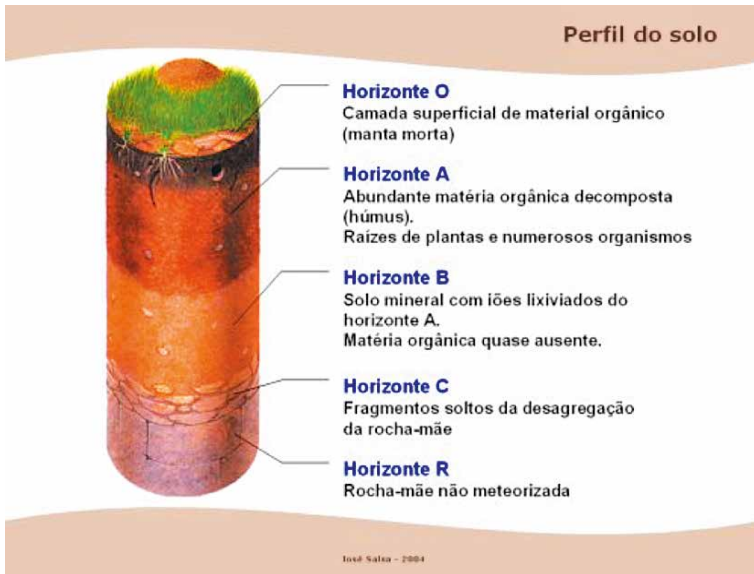 Perfil do solo
Horizonte O
Camada superficial de material orgânico
(manta morta)
Horizonte A
Abundante matéria orgânica decomposta
(húmus).
Raízes de plantas e numerosos organismos
Horizonte B
Solo mineral com iões lixiviados do
horizonte A.
Matéria orgânica quase ausente.
Horizonte C
Fragmentos soltos da desagregação
da rocha-mãe
Horizonte R
Rocha-mãe não meteorizada
José Salsa - 2004